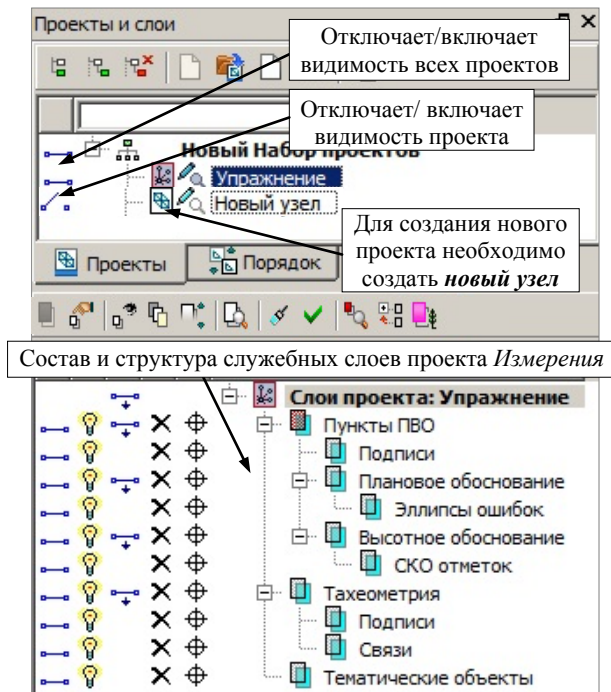 Проекты и слои
Отключает/включает
видимость всех проектов
Отключает/ включает
видимость проекта
Новый Набор проектов
Упражнение
Новый узел
Для создания нового
проекта необходимо
создать новый узел
Проекты
Порядок
Состав и структура служебных слоев проекта Измерения
Слои проекта: Упражнение
Пункты ПВО
Подписи
Плановое обоснование
Эллипсы ошибок
Высотное обоснование
СКО отметок
Тахеометрия
Подписи
Связи
Тематические объекты